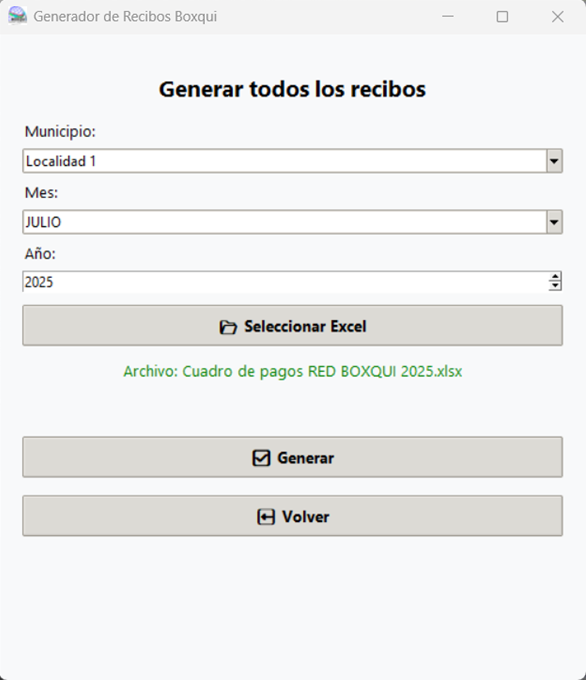 Generador de Recibos Boxqui
Generar todos los recibos
Municipio:
Localidad 1
Mes:
JULIO
Año:
2025
Seleccionar Excel
Archivo: Cuadro de pagos RED BOXQUI 2025.xlsx
Generar
Volver